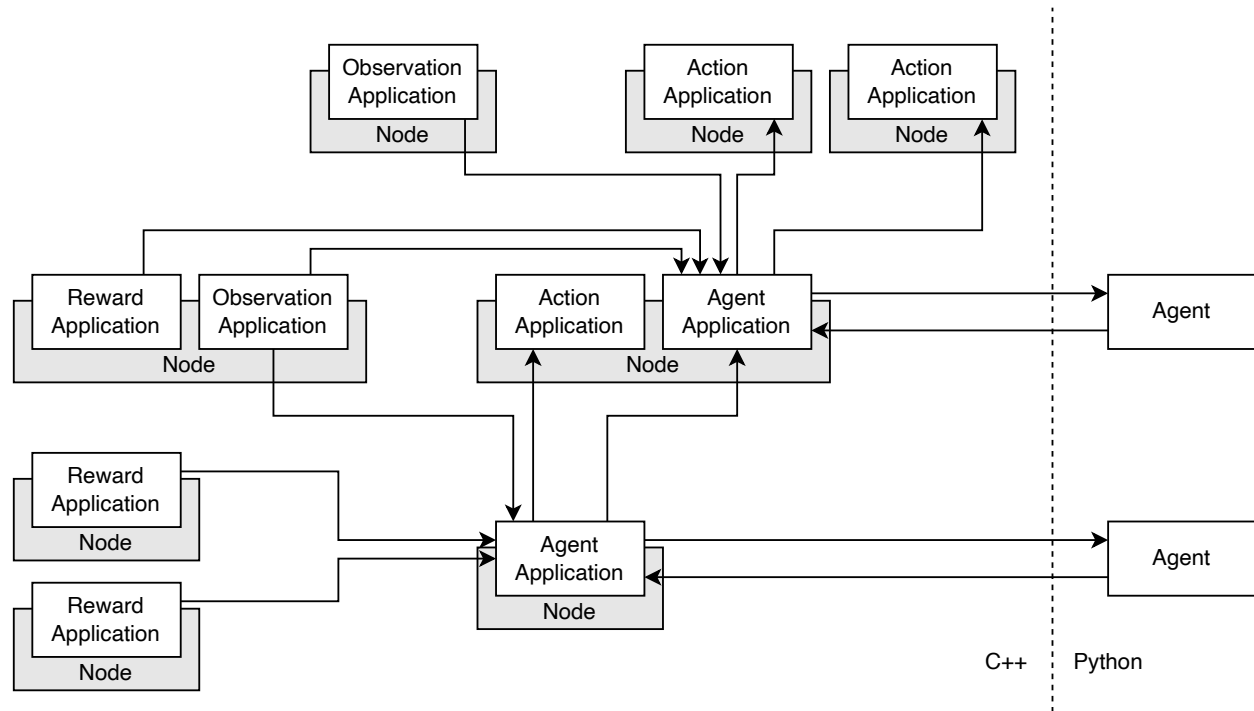 Observation
Application
Node
Action
Application
Node
Action
Application
Node
Reward
Application
Observation
Application
Node
Action
Application
Agent
Application
Node
Agent
Reward
Application
Node
Agent
Application
Node
Agent
Reward
Application
Node
C++
Python